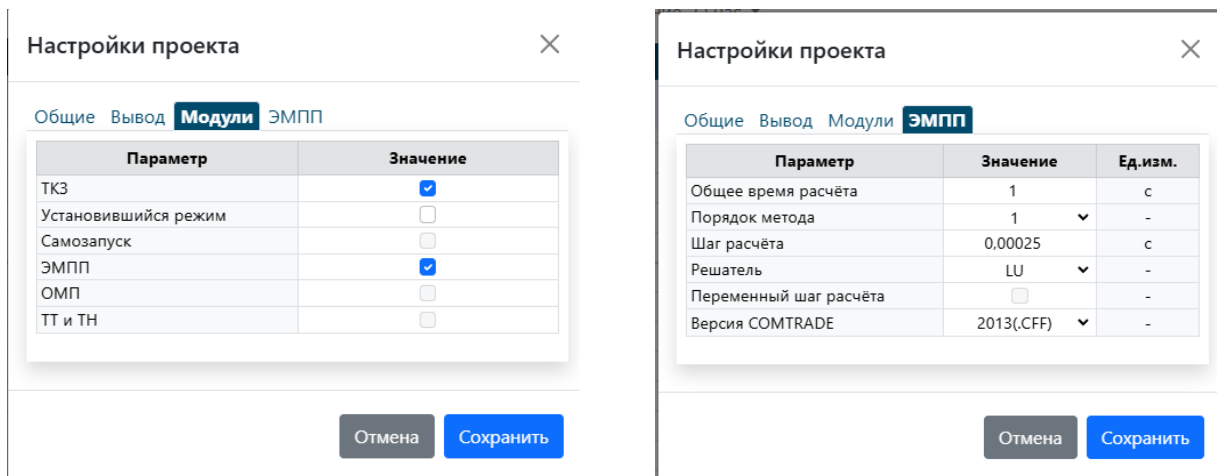 Настройки проекта
Общие Вывод Модули ЭМПП
Параметр Значение
ТКЗ
Установившийся режим
Самозапуск
ЭМПП
ОМП
ТТ и ТН
Отмена Сохранить
Настройки проекта
Общие Вывод Модули ЭМПП
Параметр Значение Ед.изм.
Общее время расчёта 1 с
Порядок метода 1 -
Шаг расчёта 0,00025 с
Решатель LU -
Переменный шаг расчёта -
Версия COMTRADE 2013(.CFF) -
Отмена Сохранить